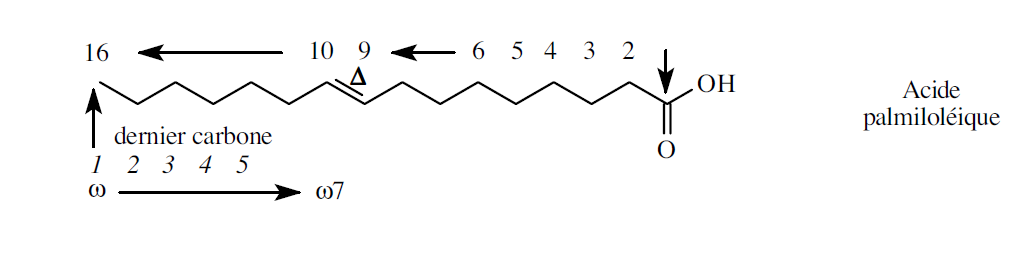 16 10 9 6 5 4 3 2
Δ
OH
Acide
palmiloléique
dernier carbone
O
1 2 3 4 5
ω ω7